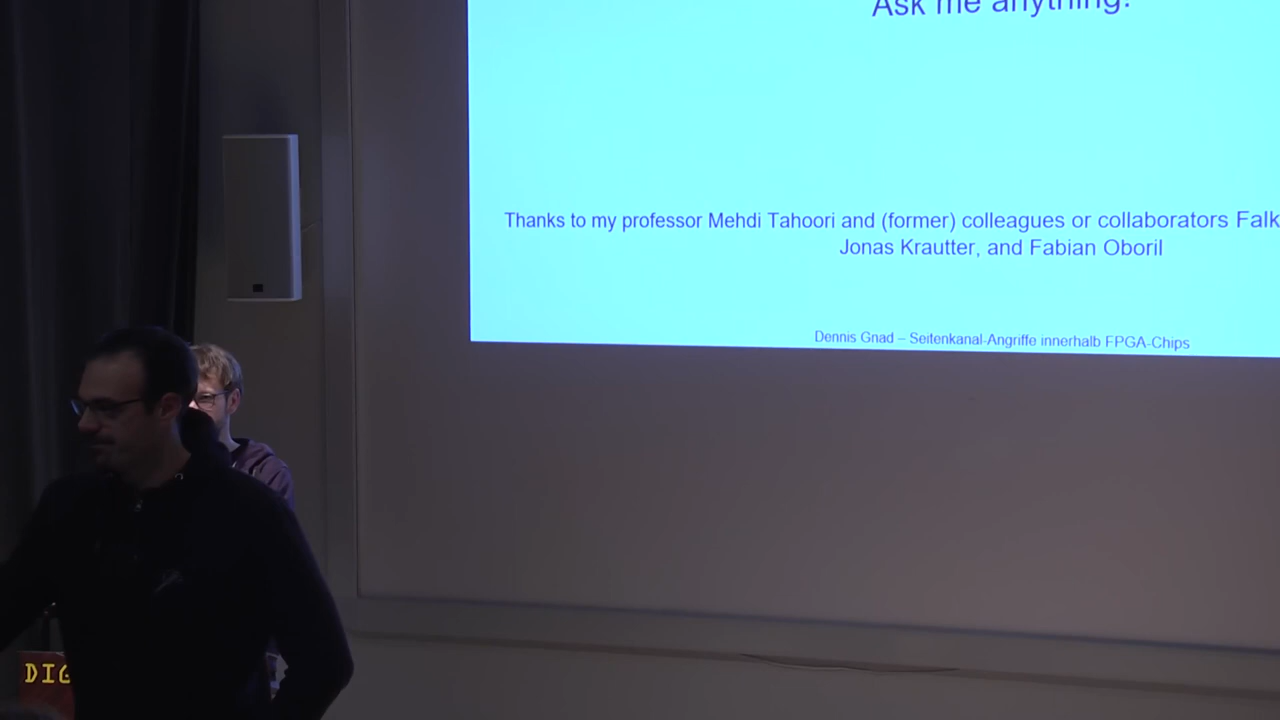 Ask me anything!
Thanks to my professor Mehdi Tahoori and (former) colleagues or collaborators Falk
Jonas Krautter, and Fabian Oboril
Dennis Gnad – Seitenkanal-Angriffe innerhalb FPGA-Chips
DIG